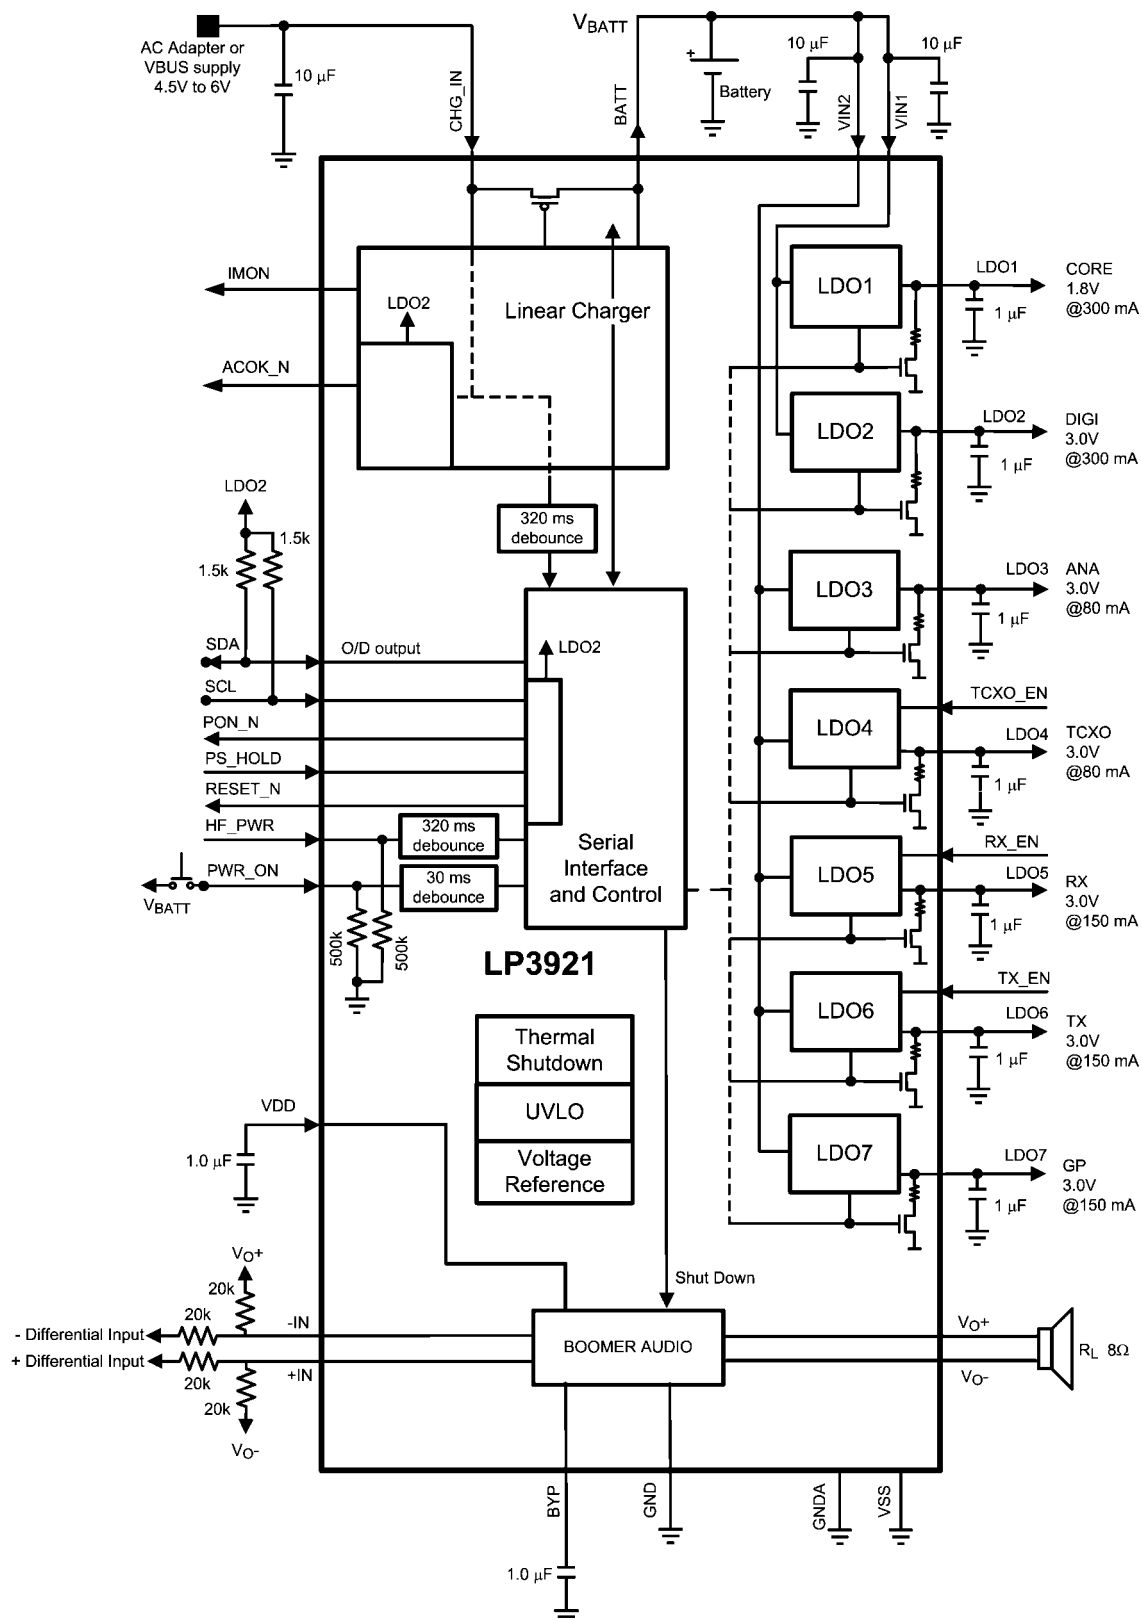 AC Adapter or
VBUS supply
4.5V to 6V
10 µF
CHG_IN
VBATT
BATT
+
Battery
10 µF
VIN2
VIN1
10 µF
IMON
LDO2
Linear Charger
ACOK_N
320 ms
debounce
LDO2
1.5k
1.5k
SDA
O/D output
SCL
PON_N
PS_HOLD
RESET_N
HF_PWR
320 ms
debounce
PWR_ON
30 ms
debounce
VBATT
500k
500k
LDO2
Serial
Interface
and Control
LP3921
Thermal
Shutdown
UVLO
Voltage
Reference
VDD
1.0 µF
LDO1
LDO1
CORE
1.8V
@300 mA
1 µF
LDO2
LDO2
DIGI
3.0V
@300 mA
1 µF
LDO3
LDO3
ANA
3.0V
@80 mA
1 µF
LDO4
TCXO_EN
LDO4
TCXO
3.0V
@80 mA
1 µF
LDO5
RX_EN
LDO5
RX
3.0V
@150 mA
1 µF
LDO6
TX_EN
LDO6
TX
3.0V
@150 mA
1 µF
LDO7
LDO7
GP
3.0V
@150 mA
1 µF
Shut Down
VO+
20k
20k
- Differential Input
-IN
+ Differential Input
+IN
20k
20k
VO-
BOOMER AUDIO
VO+
VO-
RL 8Ω
BYP
GND
GNDA
VSS
1.0 µF